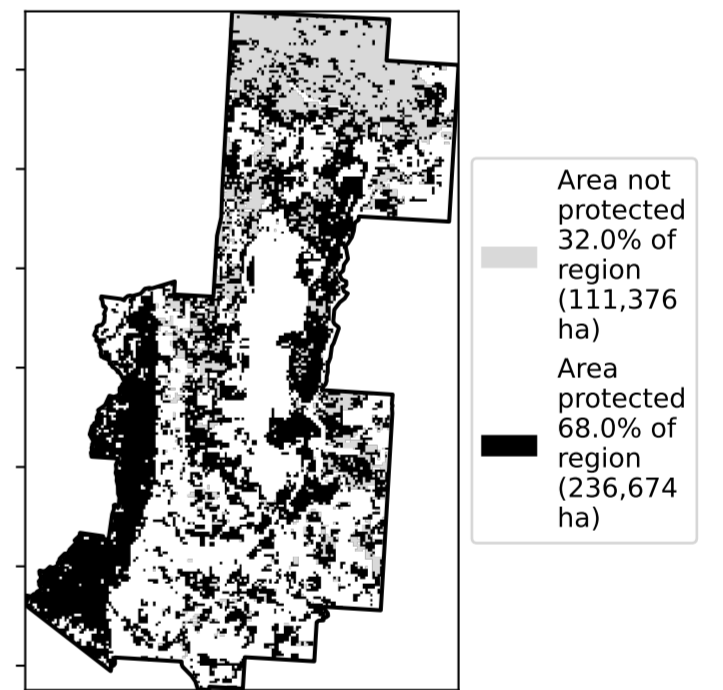 Area not
protected
32.0% of
region
(111,376
ha)
Area
protected
68.0% of
region
(236,674
ha)